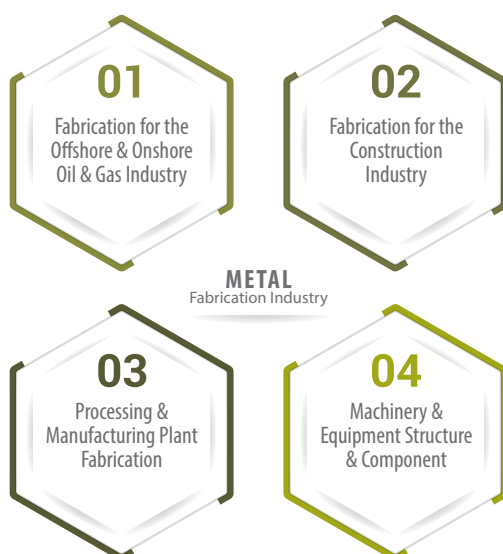 01
Fabrication for the
Offshore & Onshore
Oil & Gas Industry
02
Fabrication for the
Construction
Industry
METAL
Fabrication Industry
03
Processing &
Manufacturing Plant
Fabrication
04
Machinery &
Equipment Structure
& Component